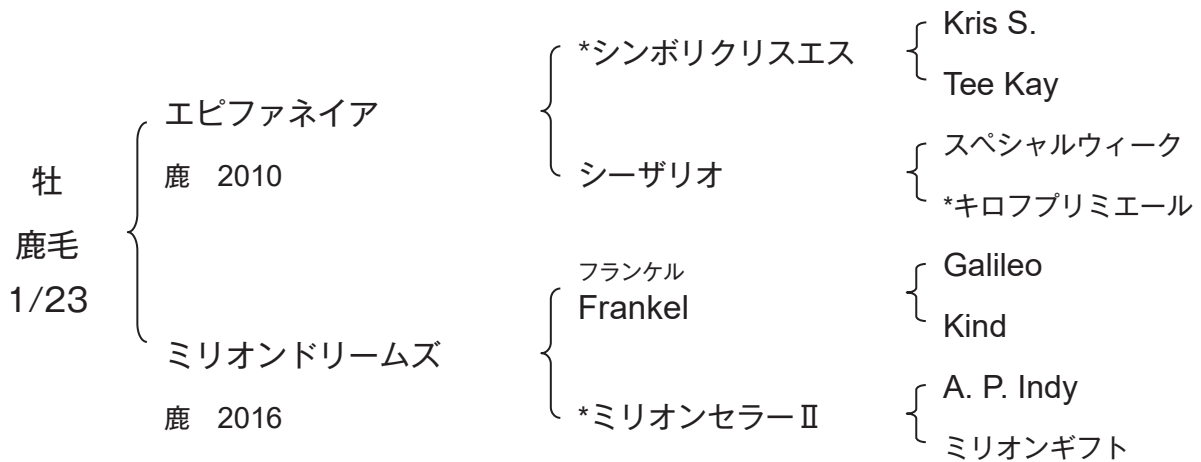 牡
鹿毛
1/23
エピファネイア
鹿　2010
ミリオンドリームズ
鹿　2016
*シンボリクリスエス
シーザリオ
フランケル
Frankel
*ミリオンセラーⅡ
Kris S.
Tee Kay
スペシャルウィーク
*キロフプリミエール
Galileo
Kind
A. P. Indy
ミリオンギフト